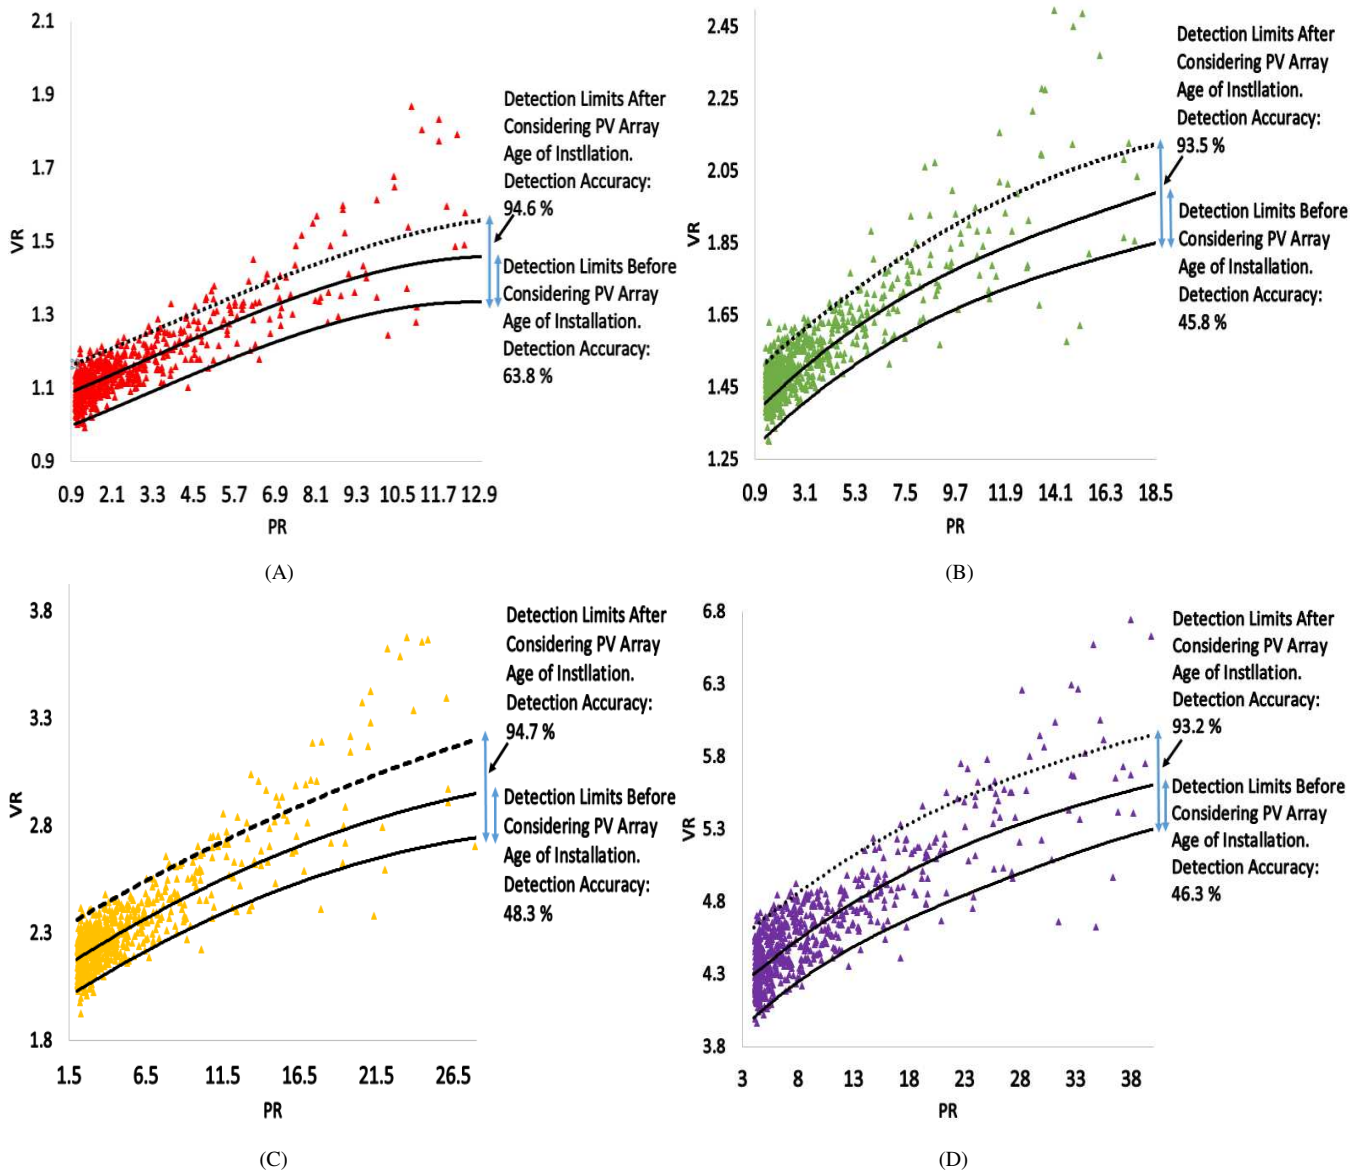 2.1
1.9
1.7
1.5
1.3
1.1
0.9
VR
0.9 2.1 3.3 4.5 5.7 6.9 8.1 9.3 10.5 11.7 12.9
PR
Detection Limits After
Considering PV Array
Age of Instllation.
Detection Accuracy:
94.6 %
Detection Limits Before
Considering PV Array
Age of Installation.
Detection Accuracy:
63.8 %
(A)
2.45
2.25
2.05
1.85
1.65
1.45
1.25
VR
0.9 3.1 5.3 7.5 9.7 11.9 14.1 16.3 18.5
PR
Detection Limits After
Considering PV Array
Age of Instllation.
Detection Accuracy:
93.5 %
Detection Limits Before
Considering PV Array
Age of Installation.
Detection Accuracy:
45.8 %
(B)
3.8
3.3
2.8
2.3
1.8
VR
1.5 6.5 11.5 16.5 21.5 26.5
PR
Detection Limits After
Considering PV Array
Age of Instllation.
Detection Accuracy:
94.7 %
Detection Limits Before
Considering PV Array
Age of Installation.
Detection Accuracy:
48.3 %
(C)
6.8
6.3
5.8
5.3
4.8
4.3
3.8
VR
3 8 13 18 23 28 33 38
PR
Detection Limits After
Considering PV Array
Age of Instllation.
Detection Accuracy:
93.2 %
Detection Limits Before
Considering PV Array
Age of Installation.
Detection Accuracy:
46.3 %
(D)